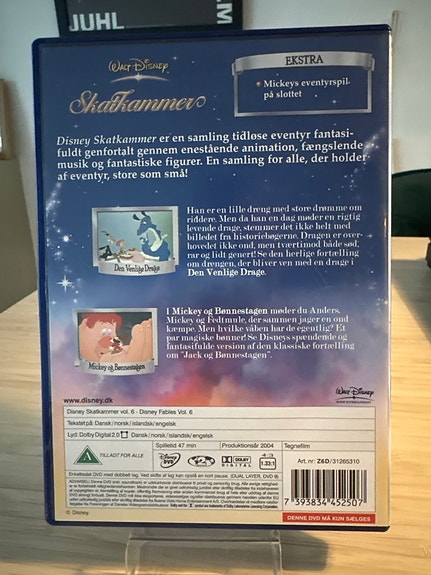 JUHL
.M
Walt Disney
Skatkammer
EKSTRA
• Mickeys eventyrspil
på slottet
Disney Skatkammer er en samling tidløse eventyr fantasi-
fuldt genfortalt gennem enestående animation, fængslende
musik og fantastiske figurer. En samling for alle, der holder
af eventyr, store som små!
Han er en lille dreng med store drømme om
riddere. Men da han en dag møder en rigtig
levende drage, stemmer det ikke helt med
billedet fra historiebøgerne. Dragen er over-
hovedet ikke ond, men tværtimod både sød,
rar og lidt genert! Se den herlige fortælling
om drengen, der bliver ven med en drage i
Den Venlige Drage.
Den Venlige Drage
I Mickey og Bønnestagen møder du Anders,
Mickey og Fedtmule, der sammen jager en ond
kæmpe. Men hvilke våben har de egentlig? Et
par magiske bønner! Se Disneys spændende og
fantasifulde version af den klassiske fortælling
om "Jack og Bønnestagen".
Mickey og Bønnestagen
www.disney.dk
Walt Disney
HOME ENTERTAINMENT
Disney Skatkammer vol. 6 - Disney Fables Vol. 6
Tekstet på: Dansk / norsk / islandsk / engelsk
Lyd: Dolby Digital 2.0 Dansk / norsk / islandsk / engelsk
Spilletid 47 min
Produktionsår 2004
Tegnefilm
TILLADT FOR ALLE
Disney
DVD
2
DOLBY
DIGITAL
4:3
1.33:1
Art. nr: Z6D / 31265310
7 393834 452507
© Disney
DENNE DVD MÅ KUN SÆLGES